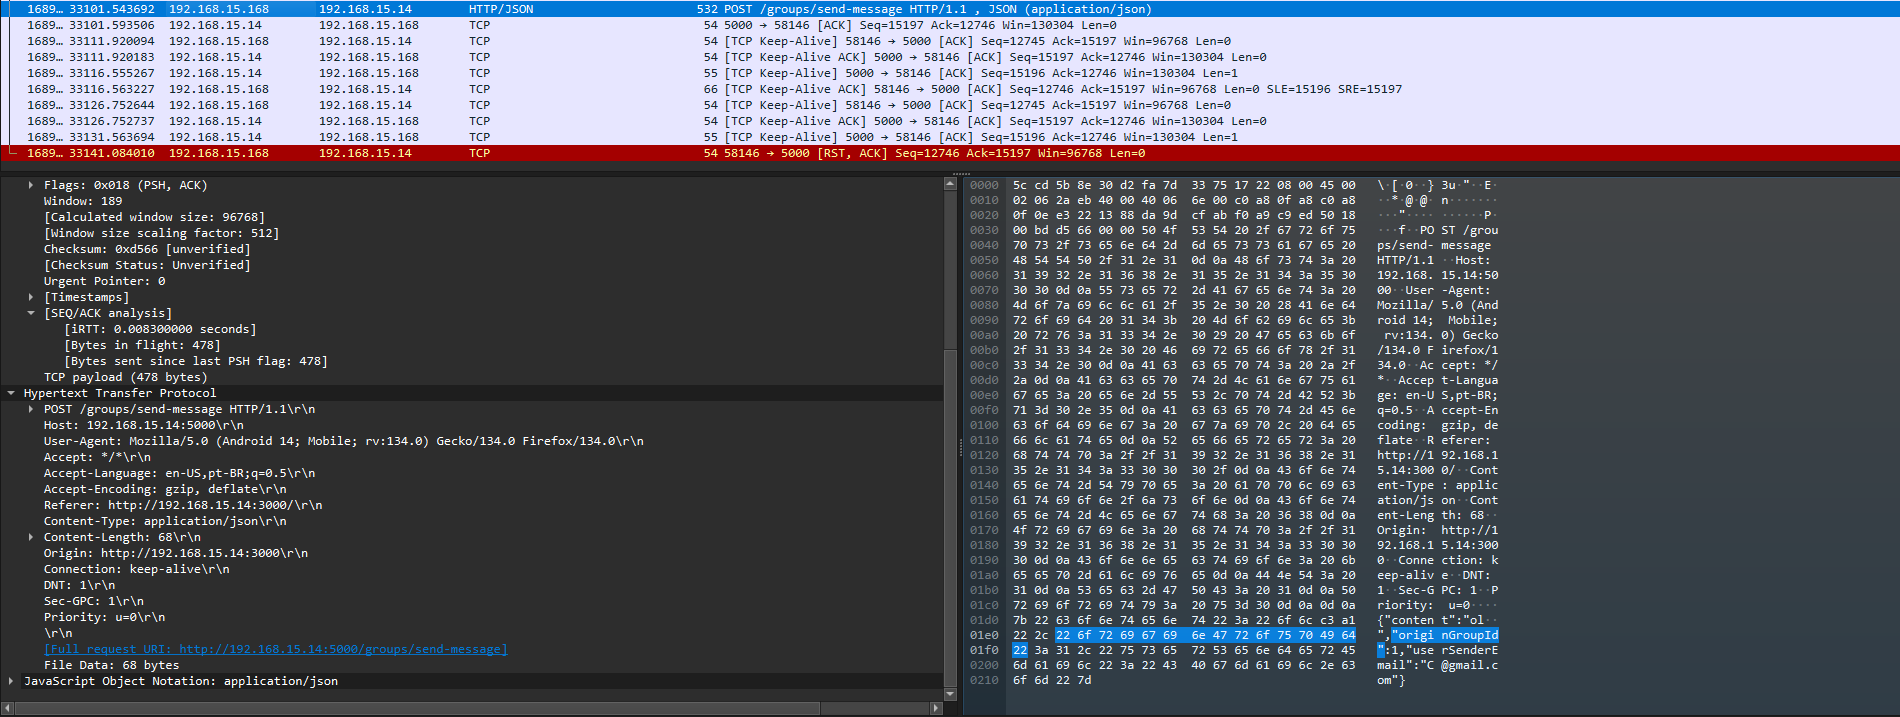 1689… 33101.543692 192.168.15.168 192.168.15.14 HTTP/JSON 532 POST /groups/send-message HTTP/1.1 , JSON (application/json)
1689… 33101.593506 192.168.15.14 192.168.15.168 TCP 54 5000 → 58146 [ACK] Seq=15197 Ack=12746 Win=130304 Len=0
1689… 33111.920094 192.168.15.168 192.168.15.14 TCP 54 [TCP Keep-Alive] 58146 → 5000 [ACK] Seq=12745 Ack=15197 Win=96768 Len=0
1689… 33111.920183 192.168.15.14 192.168.15.168 TCP 54 [TCP Keep-Alive ACK] 5000 → 58146 [ACK] Seq=15197 Ack=12746 Win=130304 Len=0
1689… 33116.555267 192.168.15.14 192.168.15.168 TCP 55 [TCP Keep-Alive] 5000 → 58146 [ACK] Seq=15196 Ack=12746 Win=130304 Len=1
1689… 33116.563227 192.168.15.168 192.168.15.14 TCP 66 [TCP Keep-Alive ACK] 58146 → 5000 [ACK] Seq=12746 Ack=15197 Win=96768 Len=0 SLE=15196 SRE=15197
1689… 33126.752644 192.168.15.168 192.168.15.14 TCP 54 [TCP Keep-Alive] 58146 → 5000 [ACK] Seq=12745 Ack=15197 Win=96768 Len=0
1689… 33126.752737 192.168.15.14 192.168.15.168 TCP 54 [TCP Keep-Alive ACK] 5000 → 58146 [ACK] Seq=15197 Ack=12746 Win=130304 Len=0
1689… 33131.563694 192.168.15.14 192.168.15.168 TCP 55 [TCP Keep-Alive] 5000 → 58146 [ACK] Seq=15196 Ack=12746 Win=130304 Len=1
1689… 33141.084010 192.168.15.168 192.168.15.14 TCP 54 58146 → 5000 [RST, ACK] Seq=12746 Ack=15197 Win=96768 Len=0
Flags: 0x018 (PSH, ACK)
Window: 189
[Calculated window size: 96768]
[Window size scaling factor: 512]
Checksum: 0xd566 [unverified]
[Checksum Status: Unverified]
Urgent Pointer: 0
[Timestamps]
[SEQ/ACK analysis]
[iRTT: 0.008300000 seconds]
[Bytes in flight: 478]
[Bytes sent since last PSH flag: 478]
TCP payload (478 bytes)
Hypertext Transfer Protocol
POST /groups/send-message HTTP/1.1\r\n
Host: 192.168.15.14:5000\r\n
User-Agent: Mozilla/5.0 (Android 14; Mobile; rv:134.0) Gecko/134.0 Firefox/134.0\r\n
Accept: */*\r\n
Accept-Language: en-US,pt-BR;q=0.5\r\n
Accept-Encoding: gzip, deflate\r\n
Referer: http://192.168.15.14:3000/\r\n
Content-Type: application/json\r\n
Content-Length: 68\r\n
Origin: http://192.168.15.14:3000\r\n
Connection: keep-alive\r\n
DNT: 1\r\n
Sec-GPC: 1\r\n
Priority: u=0\r\n
\r\n
[Full request URI: http://192.168.15.14:5000/groups/send-message]
File Data: 68 bytes
JavaScript Object Notation: application/json
0000 5c cd 5b 8e 30 d2 fa 7d 33 75 17 22 08 00 45 00 \·[·0··} 3u·"··E·
0010 02 06 2a eb 40 00 40 06 6e 00 c0 a8 0f a8 c0 a8 ··*·@·@· n·······
0020 0f 0e e3 22 13 88 da 9d cf ab f0 a9 c9 ed 50 18 ···"···· ······P·
0030 00 bd d5 66 00 00 50 4f 53 54 20 2f 67 72 6f 75 ···f··PO ST /grou
0040 70 73 2f 73 65 6e 64 2d 6d 65 73 73 61 67 65 20 ps/send- message
0050 48 54 54 50 2f 31 2e 31 0d 0a 48 6f 73 74 3a 20 HTTP/1.1 ··Host:
0060 31 39 32 2e 31 36 38 2e 31 35 2e 31 34 3a 35 30 192.168. 15.14:50
0070 30 30 0d 0a 55 73 65 72 2d 41 67 65 6e 74 3a 20 00··User -Agent:
0080 4d 6f 7a 69 6c 6c 61 2f 35 2e 30 20 28 41 6e 64 Mozilla/ 5.0 (And
0090 72 6f 69 64 20 31 34 3b 20 4d 6f 62 69 6c 65 3b roid 14; Mobile;
00a0 20 72 76 3a 31 33 34 2e 30 29 20 47 65 63 6b 6f rv:134. 0) Gecko
00b0 2f 31 33 34 2e 30 20 46 69 72 65 66 6f 78 2f 31 /134.0 F irefox/1
00c0 33 34 2e 30 0d 0a 41 63 63 65 70 74 3a 20 2a 2f 34.0··Ac cept: */
00d0 2a 0d 0a 41 63 63 65 70 74 2d 4c 61 6e 67 75 61 *··Accep t-Langua
00e0 67 65 3a 20 65 6e 2d 55 53 2c 70 74 2d 42 52 3b ge: en-U S,pt-BR;
00f0 71 3d 30 2e 35 0d 0a 41 63 63 65 70 74 2d 45 6e q=0.5··A ccept-En
0100 63 6f 64 69 6e 67 3a 20 67 7a 69 70 2c 20 64 65 coding: gzip, de
0110 66 6c 61 74 65 0d 0a 52 65 66 65 72 65 72 3a 20 flate··R eferer:
0120 68 74 74 70 3a 2f 2f 31 39 32 2e 31 36 38 2e 31 http://1 92.168.1
0130 35 2e 31 34 3a 33 30 30 30 2f 0d 0a 43 6f 6e 74 5.14:300 0/··Cont
0140 65 6e 74 2d 54 79 70 65 3a 20 61 70 70 6c 69 63 ent-Type : applic
0150 61 74 69 6f 6e 2f 6a 73 6f 6e 0d 0a 43 6f 6e 74 ation/js on··Cont
0160 65 6e 74 2d 4c 65 6e 67 74 68 3a 20 36 38 0d 0a ent-Leng th: 68··
0170 4f 72 69 67 69 6e 3a 20 68 74 74 70 3a 2f 2f 31 Origin: http://1
0180 39 32 2e 31 36 38 2e 31 35 2e 31 34 3a 33 30 30 92.168.1 5.14:300
0190 30 0d 0a 43 6f 6e 6e 65 63 74 69 6f 6e 3a 20 6b 0··Conne ction: k
01a0 65 65 70 2d 61 6c 69 76 65 0d 0a 44 4e 54 3a 20 eep-aliv e··DNT:
01b0 31 0d 0a 53 65 63 2d 47 50 43 3a 20 31 0d 0a 50 1··Sec-G PC: 1··P
01c0 72 69 6f 72 69 74 79 3a 20 75 3d 30 0d 0a 0d 0a riority: u=0····
01d0 7b 22 63 6f 6e 74 65 6e 74 22 3a 22 6f 6c c3 a1 {"conten t":"ol··
01e0 22 2c 22 6f 72 69 67 69 6e 47 72 6f 75 70 49 64 ","origi nGroupId
01f0 22 3a 31 2c 22 75 73 65 72 53 65 6e 64 65 72 45 ":1,"use rSenderE
0200 6d 61 69 6c 22 3a 22 43 40 67 6d 61 69 6c 2e 63 mail":"C @gmail.c
0210 6f 6d 22 7d om"}